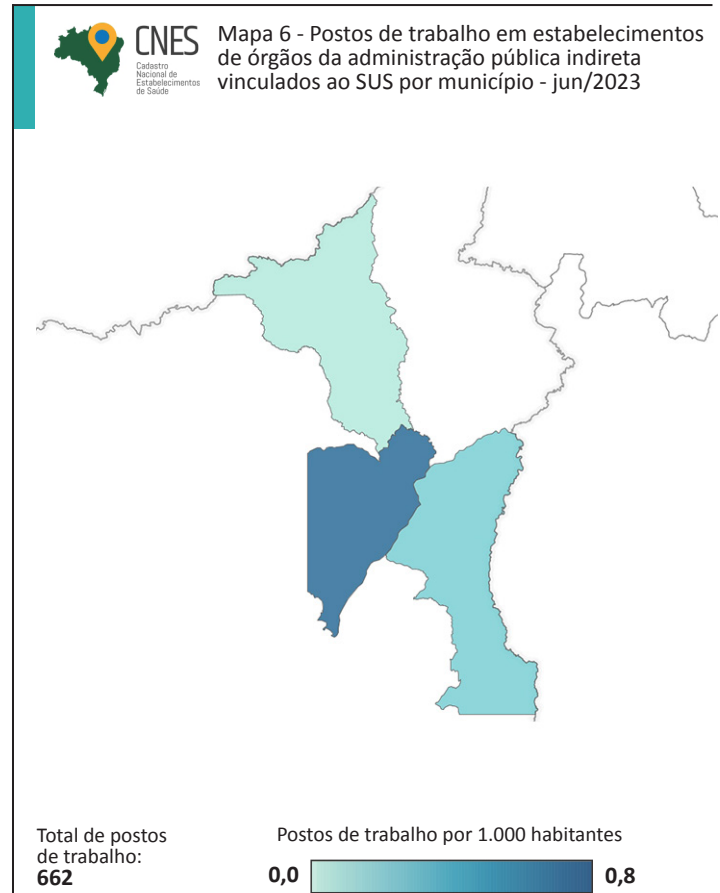 CNES
Cadastro
Nacional de
Estabelecimentos
de Saúde
Mapa 6 - Postos de trabalho em estabelecimentos
de órgãos da administração pública indireta
vinculados ao SUS por município - jun/2023
Total de postos
de trabalho:
662
Postos de trabalho por 1.000 habitantes
0,0
0,8